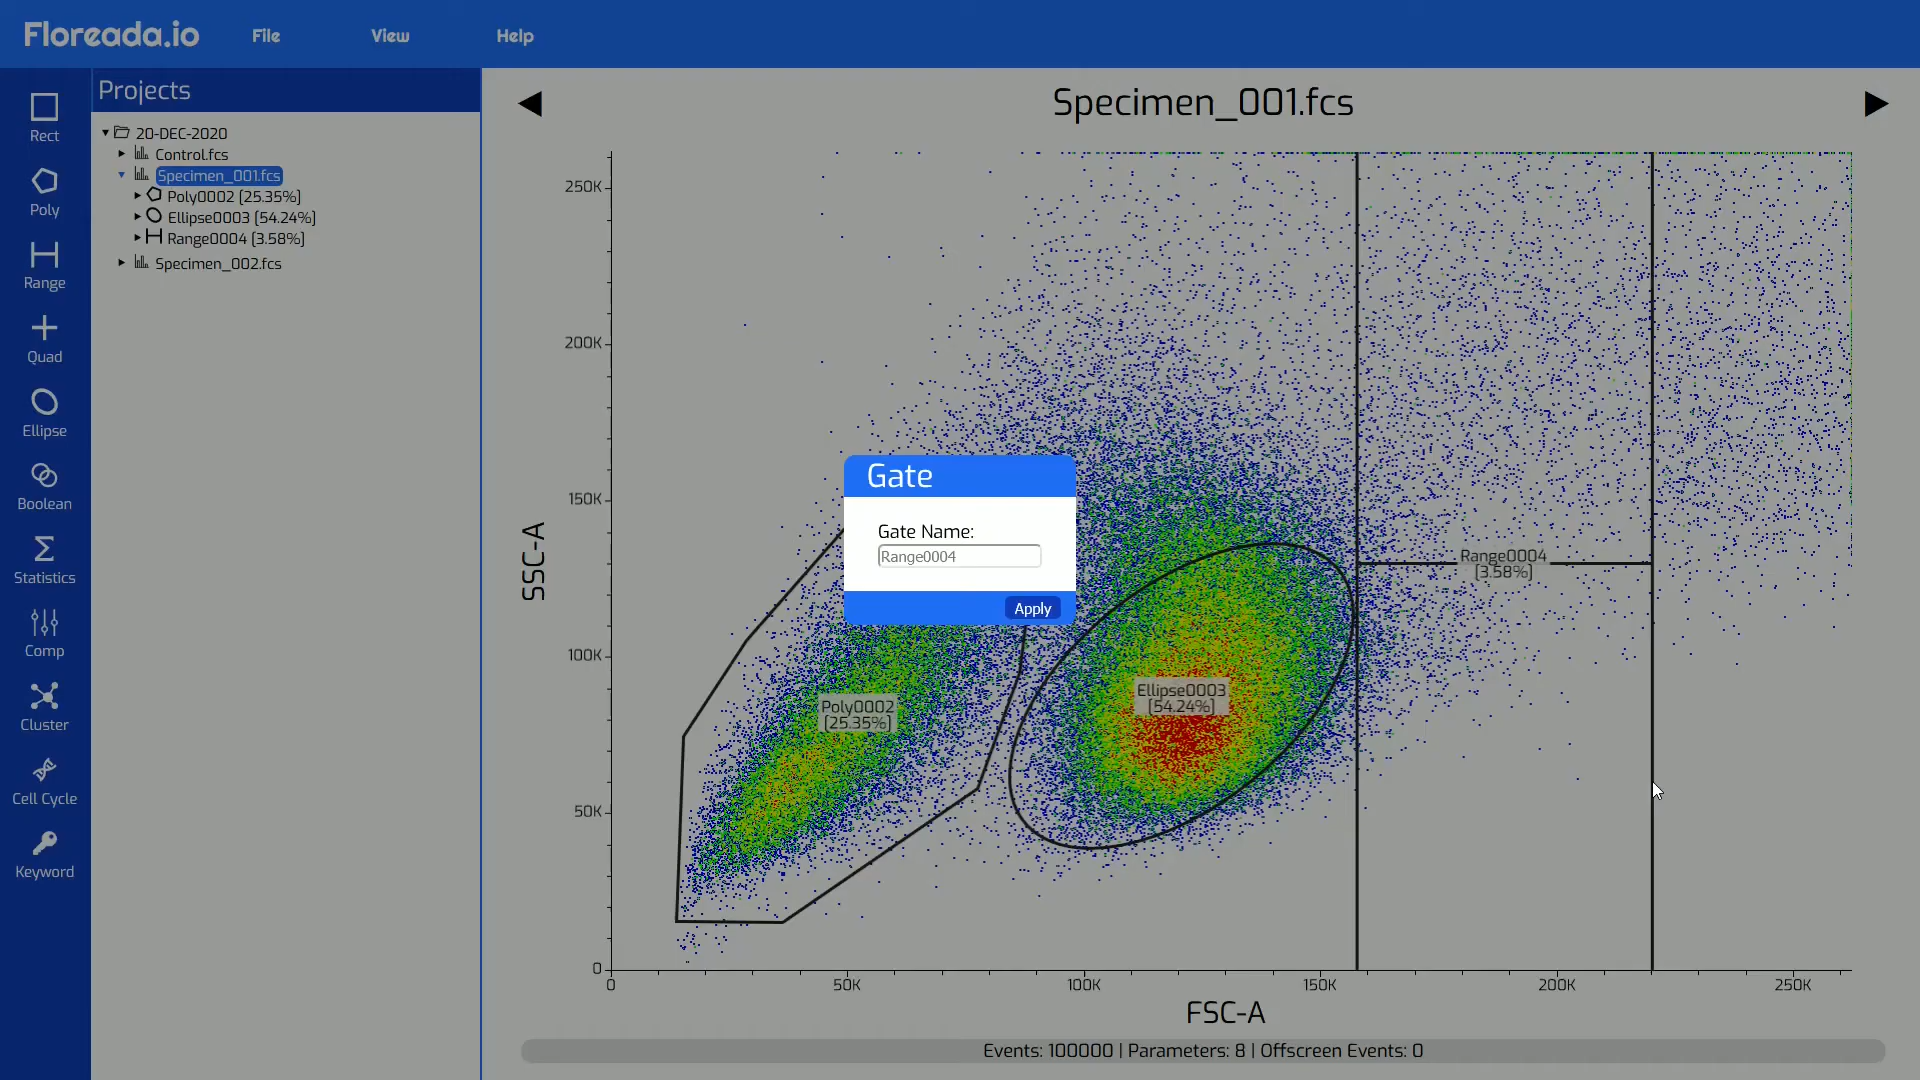 Floreada.io
File
View
Help
Rect
Poly
Range
Quad
Ellipse
Boolean
Statistics
Comp
Cluster
Cell Cycle
Keyword
Projects
20-DEC-2020
Control.fcs
Specimen_001.fcs
Poly0002 [25.35%]
Ellipse0003 [54.24%]
Range0004 [3.58%]
Specimen_002.fcs
Specimen_001.fcs
250K
200K
150K
100K
50K
0
SSC-A
Gate
Gate Name:
Range0004
Apply
Range0004
[3.58%]
Ellipse0003
[54.24%]
Poly0002
[25.35%]
0
50K
100K
150K
200K
250K
FSC-A
Events: 100000 | Parameters: 8 | Offscreen Events: 0